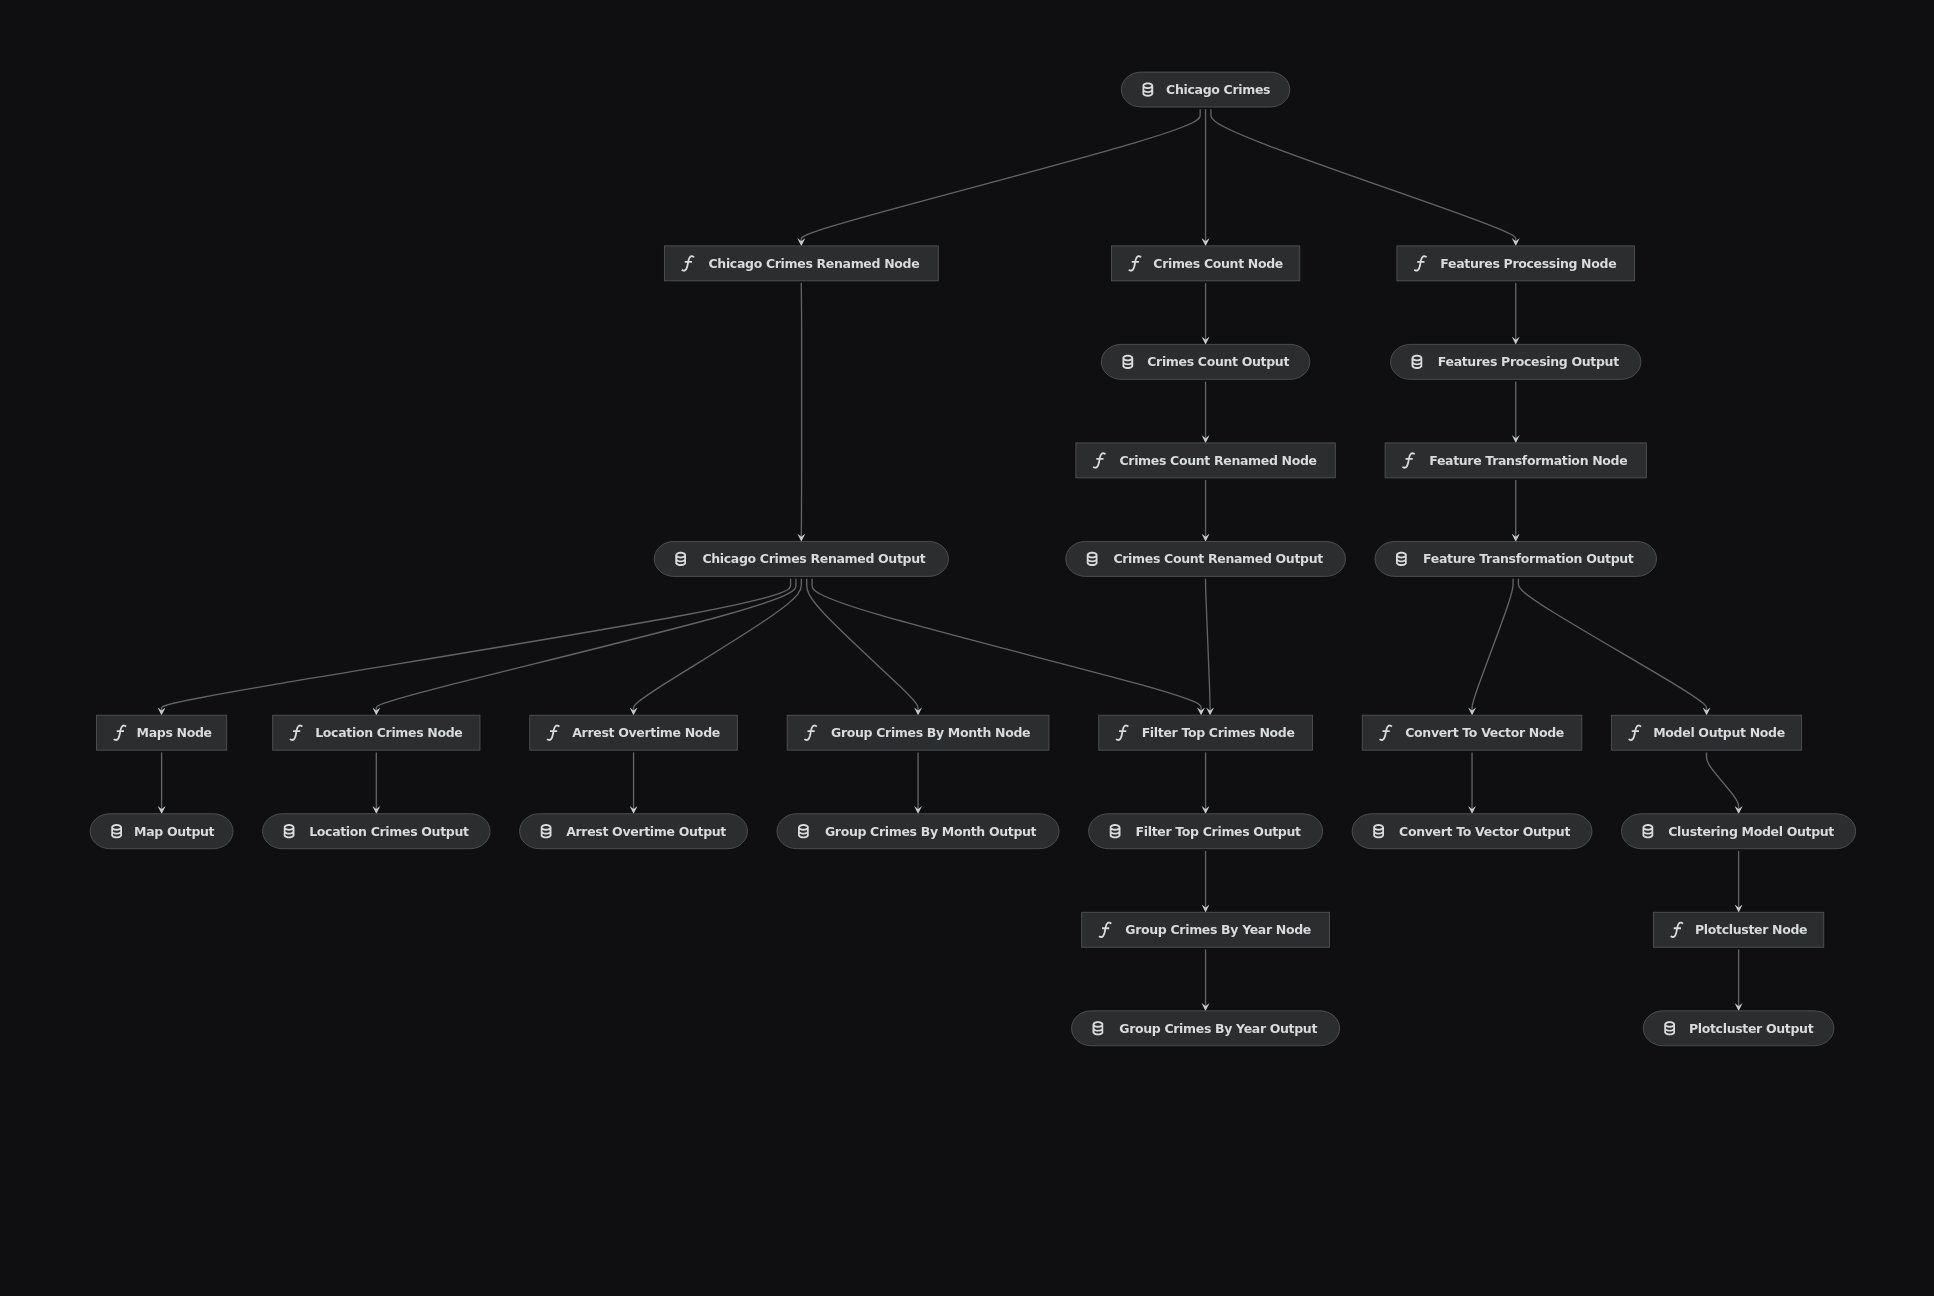 Chicago Crimes
Chicago Crimes Renamed Node
Crimes Count Node
Features Processing Node
Crimes Count Output
Features Procesing Output
Crimes Count Renamed Node
Feature Transformation Node
Chicago Crimes Renamed Output
Crimes Count Renamed Output
Feature Transformation Output
Maps Node
Location Crimes Node
Arrest Overtime Node
Group Crimes By Month Node
Filter Top Crimes Node
Convert To Vector Node
Model Output Node
Map Output
Location Crimes Output
Arrest Overtime Output
Group Crimes By Month Output
Filter Top Crimes Output
Convert To Vector Output
Clustering Model Output
Group Crimes By Year Node
Plotcluster Node
Group Crimes By Year Output
Plotcluster Output